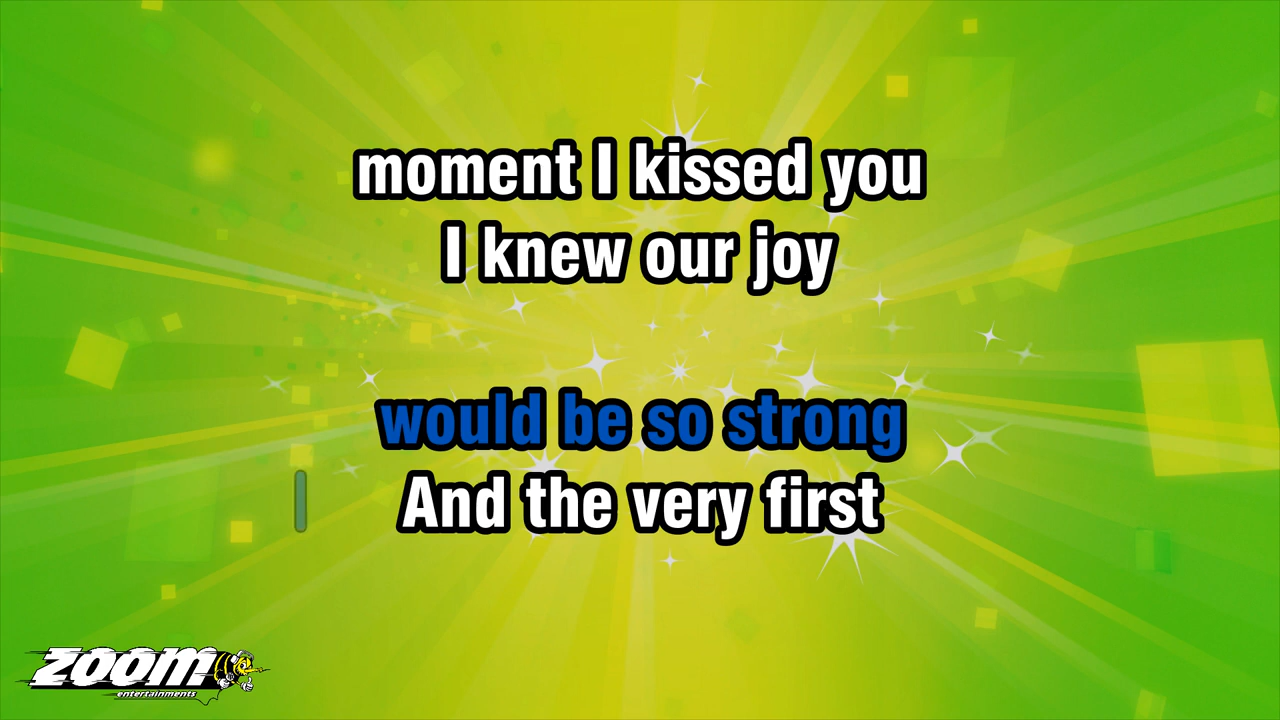 moment I kissed you
I knew our joy
would be so strong
And the very first
zoom
entertainments